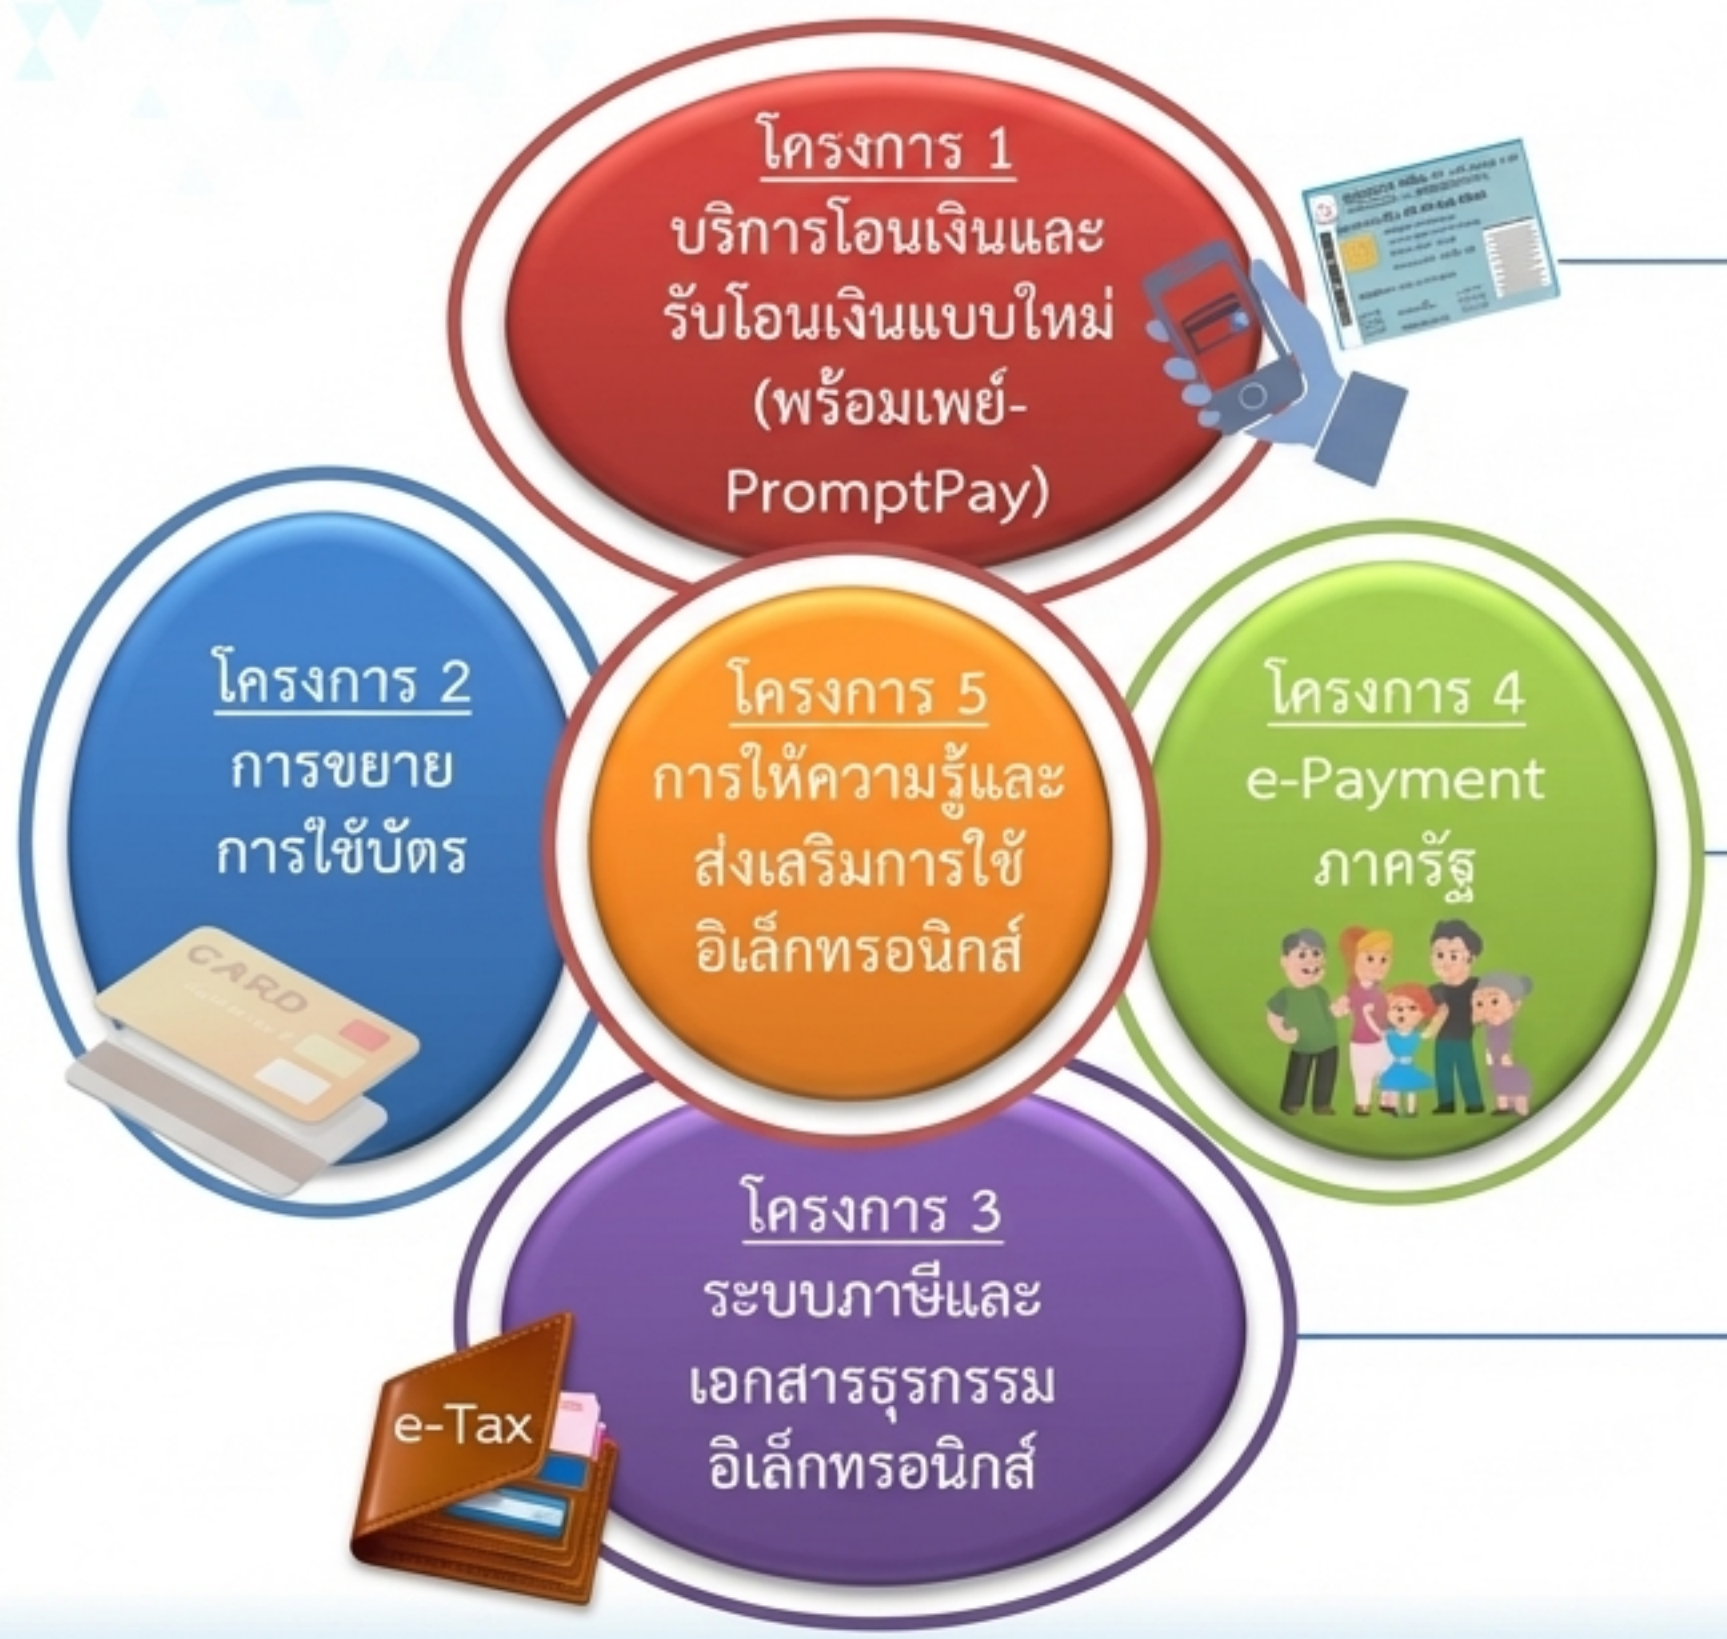 โครงการ 1
บริการโอนเงินและ
รับโอนเงินแบบใหม่
(พร้อมเพย์-
PromptPay)
โครงการ 2
การขยาย
การใช้บัตร
CARD
โครงการ 5
การให้ความรู้และ
ส่งเสริมการใช้
อิเล็กทรอนิกส์
โครงการ 4
e-Payment
ภาครัฐ
โครงการ 3
ระบบภาษีและ
เอกสารธุรกรรม
อิเล็กทรอนิกส์
e-Tax